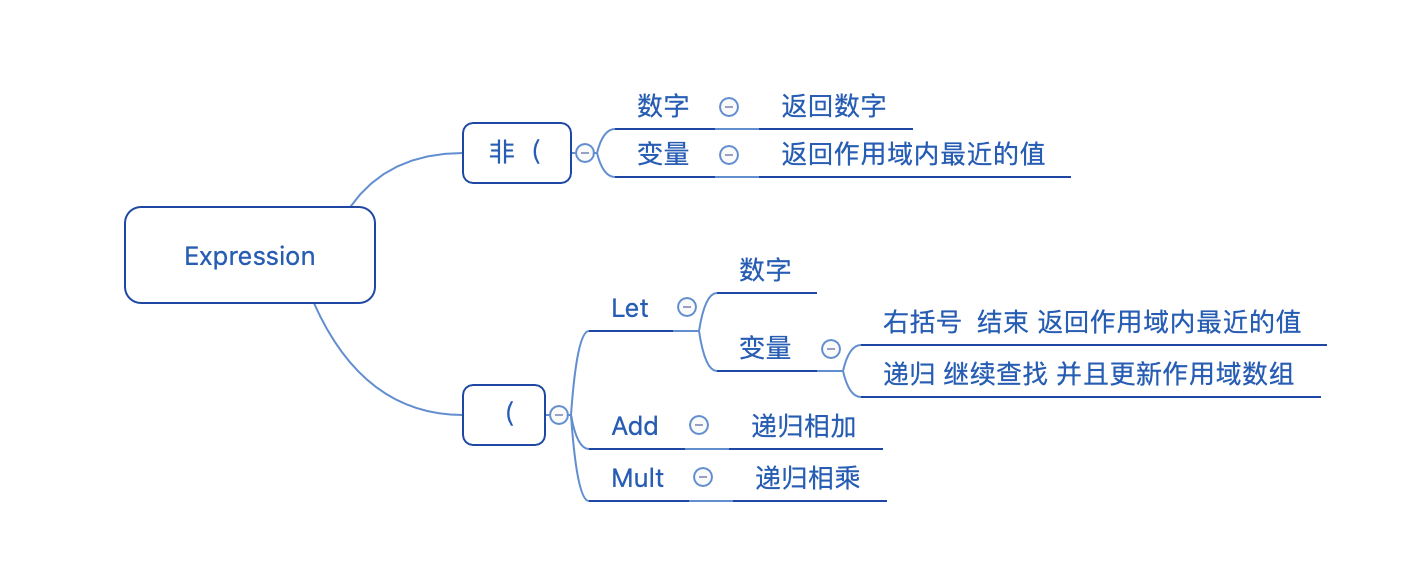 Expression
非（
数字
返回数字
变量
返回作用域内最近的值
（
Let
数字
变量
右括号 结束 返回作用域内最近的值
递归 继续查找 并且更新作用域数组
Add
递归相加
Mult
递归相乘